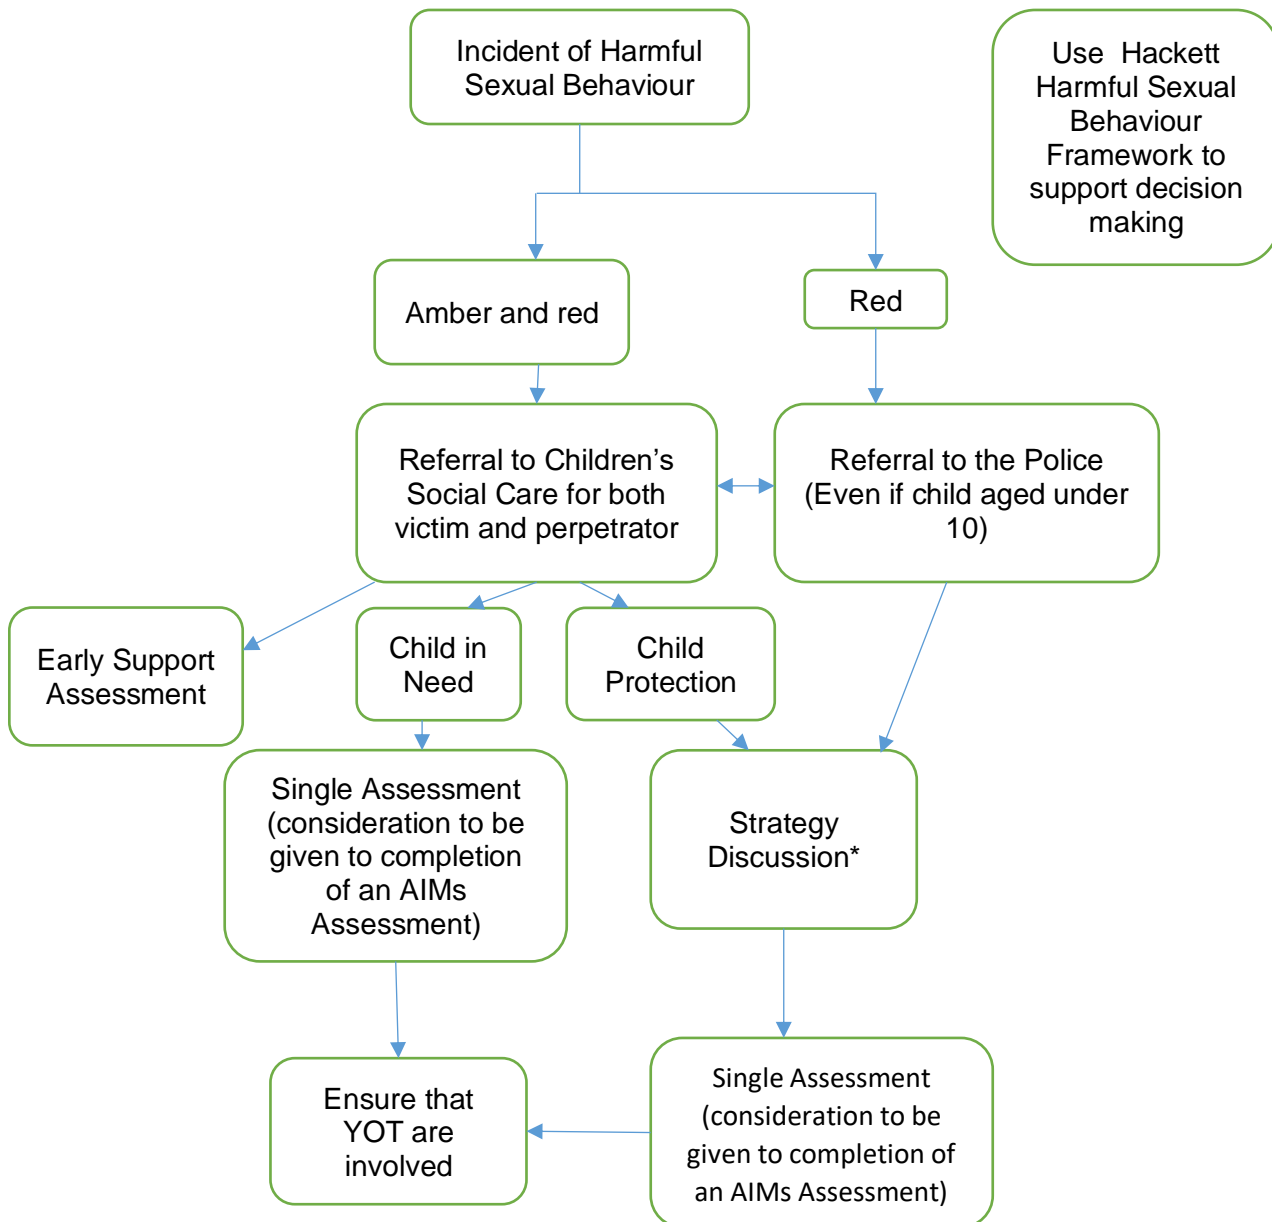 Incident of Harmful
Sexual Behaviour
Use Hackett
Harmful Sexual
Behaviour
Framework to
support decision
making
Amber and red
Red
Referral to Children’s
Social Care for both
victim and perpetrator
Referral to the Police
(Even if child aged under
10)
Early Support
Assessment
Child in
Need
Child
Protection
Single Assessment
(consideration to be
given to completion
of an AIMs
Assessment)
Strategy
Discussion*
Ensure that
YOT are
involved
Single Assessment
(consideration to be
given to completion of
an AIMs Assessment)